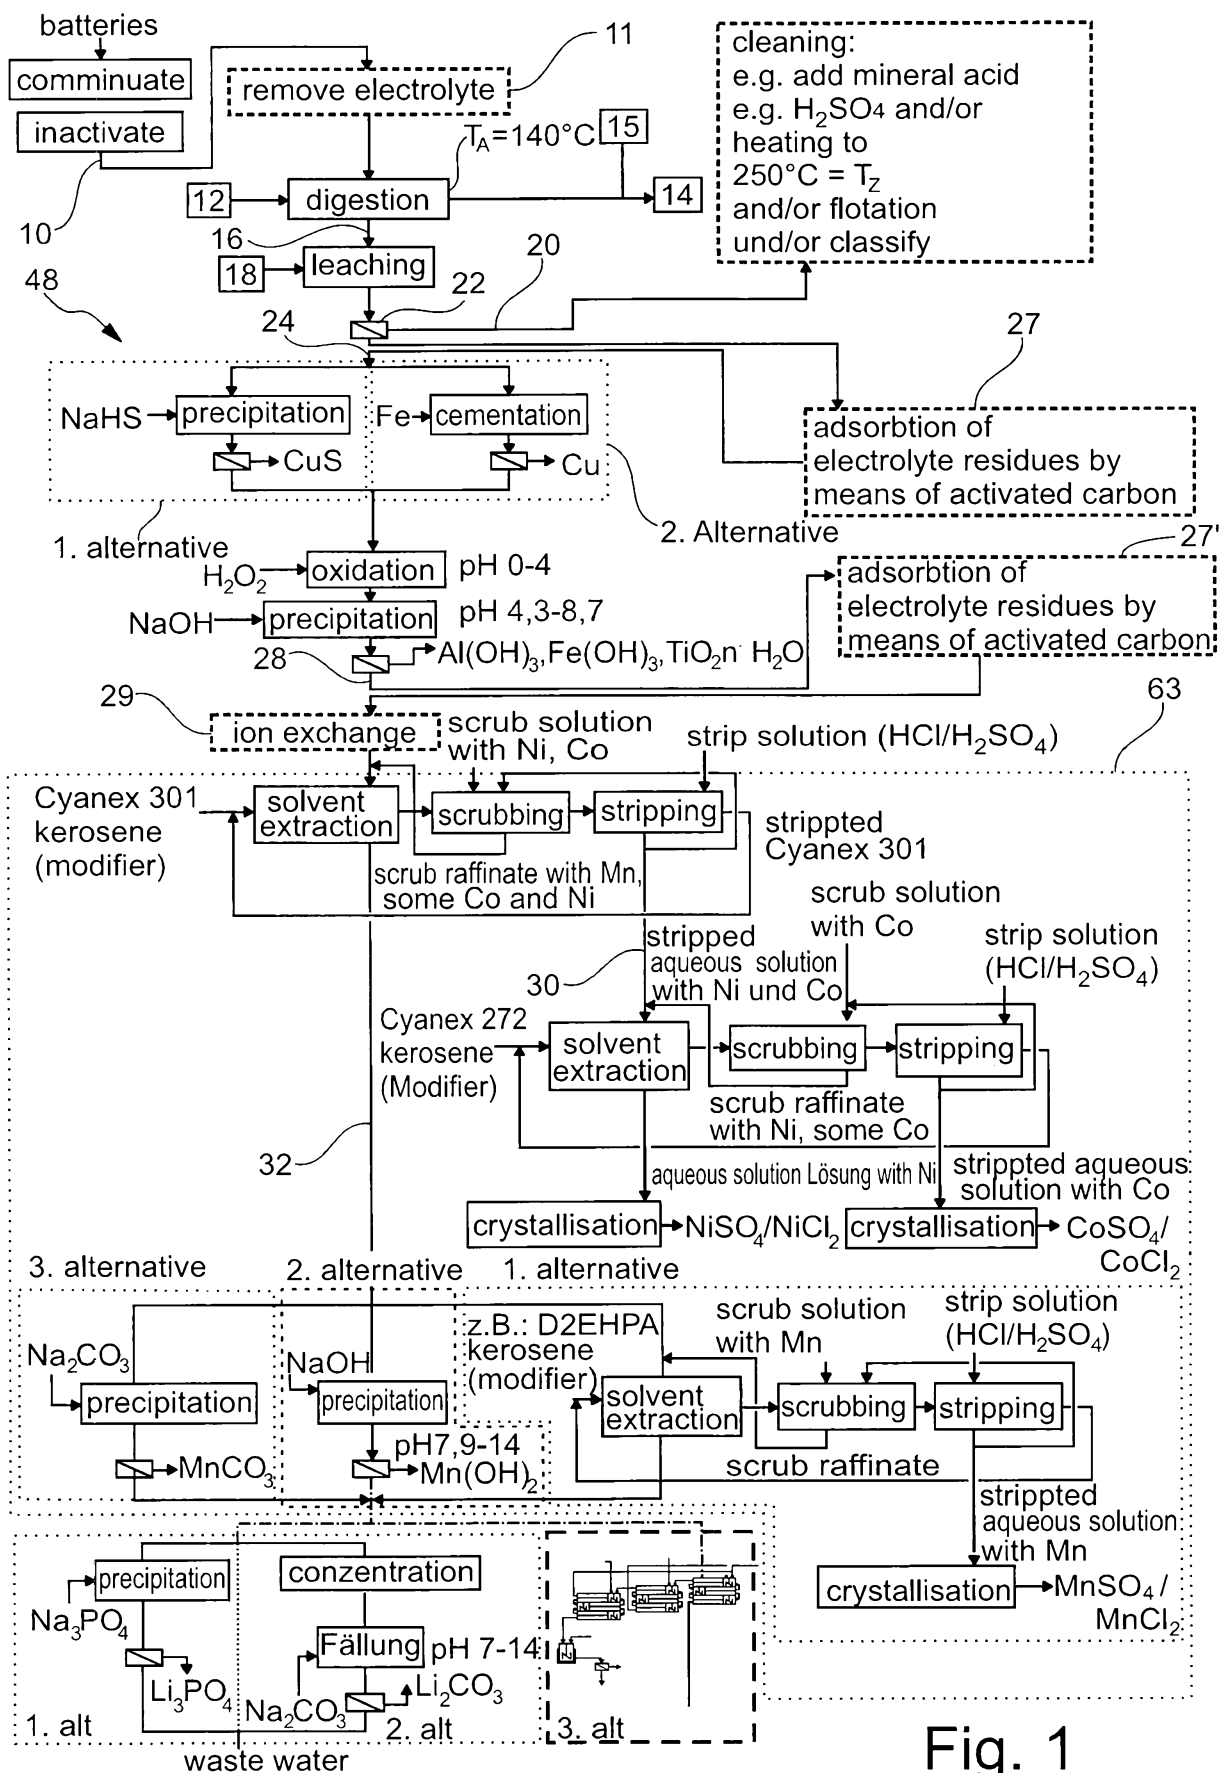 batteries
comminuate
inactivate
10
remove electrolyte
11
T_A=140°C
15
12
digestion
14
16
18
leaching
20
22
48
24
cleaning:
e.g. add mineral acid
e.g. H₂SO₄ and/or
heating to
250°C = T_Z
and/or flotation
und/or classify
27
NaHS
precipitation
CuS
Fe
cementation
Cu
adsorbtion of
electrolyte residues by
means of activated carbon
1. alternative
2. Alternative
27'
H₂O₂
oxidation
pH 0-4
NaOH
precipitation
pH 4,3-8,7
Al(OH)₃,Fe(OH)₃,TiO₂n· H₂O
adsorbtion of
electrolyte residues by
means of activated carbon
28
29
ion exchange
63
scrub solution
with Ni, Co
strip solution (HCl/H₂SO₄)
Cyanex 301
kerosene
(modifier)
solvent
extraction
scrubbing
stripping
strippted
Cyanex 301
scrub raffinate with Mn,
some Co and Ni
scrub solution
with Co
strip solution
(HCl/H₂SO₄)
30
stripped
aqueous solution
with Ni und Co
Cyanex 272
kerosene
(Modifier)
solvent
extraction
scrubbing
stripping
scrub raffinate
with Ni, some Co
32
aqueous solution Lösung with Ni
strippted aqueous
solution with Co
crystallisation
NiSO₄/NiCl₂
crystallisation
CoSO₄/
CoCl₂
3. alternative
2. alternative
1. alternative
Na₂CO₃
precipitation
MnCO₃
NaOH
precipitation
pH7,9-14
Mn(OH)₂
z.B.: D2EHPA
kerosene
(modifier)
solvent
extraction
scrub solution
with Mn
strip solution
(HCl/H₂SO₄)
scrubbing
stripping
scrub raffinate
strippted
aqueous solution
with Mn
crystallisation
MnSO₄ /
MnCl₂
precipitation
Na₃PO₄
Li₃PO₄
1. alt
conzentration
Fällung
pH 7-14
Na₂CO₃
Li₂CO₃
2. alt
3. alt
waste water
Fig. 1